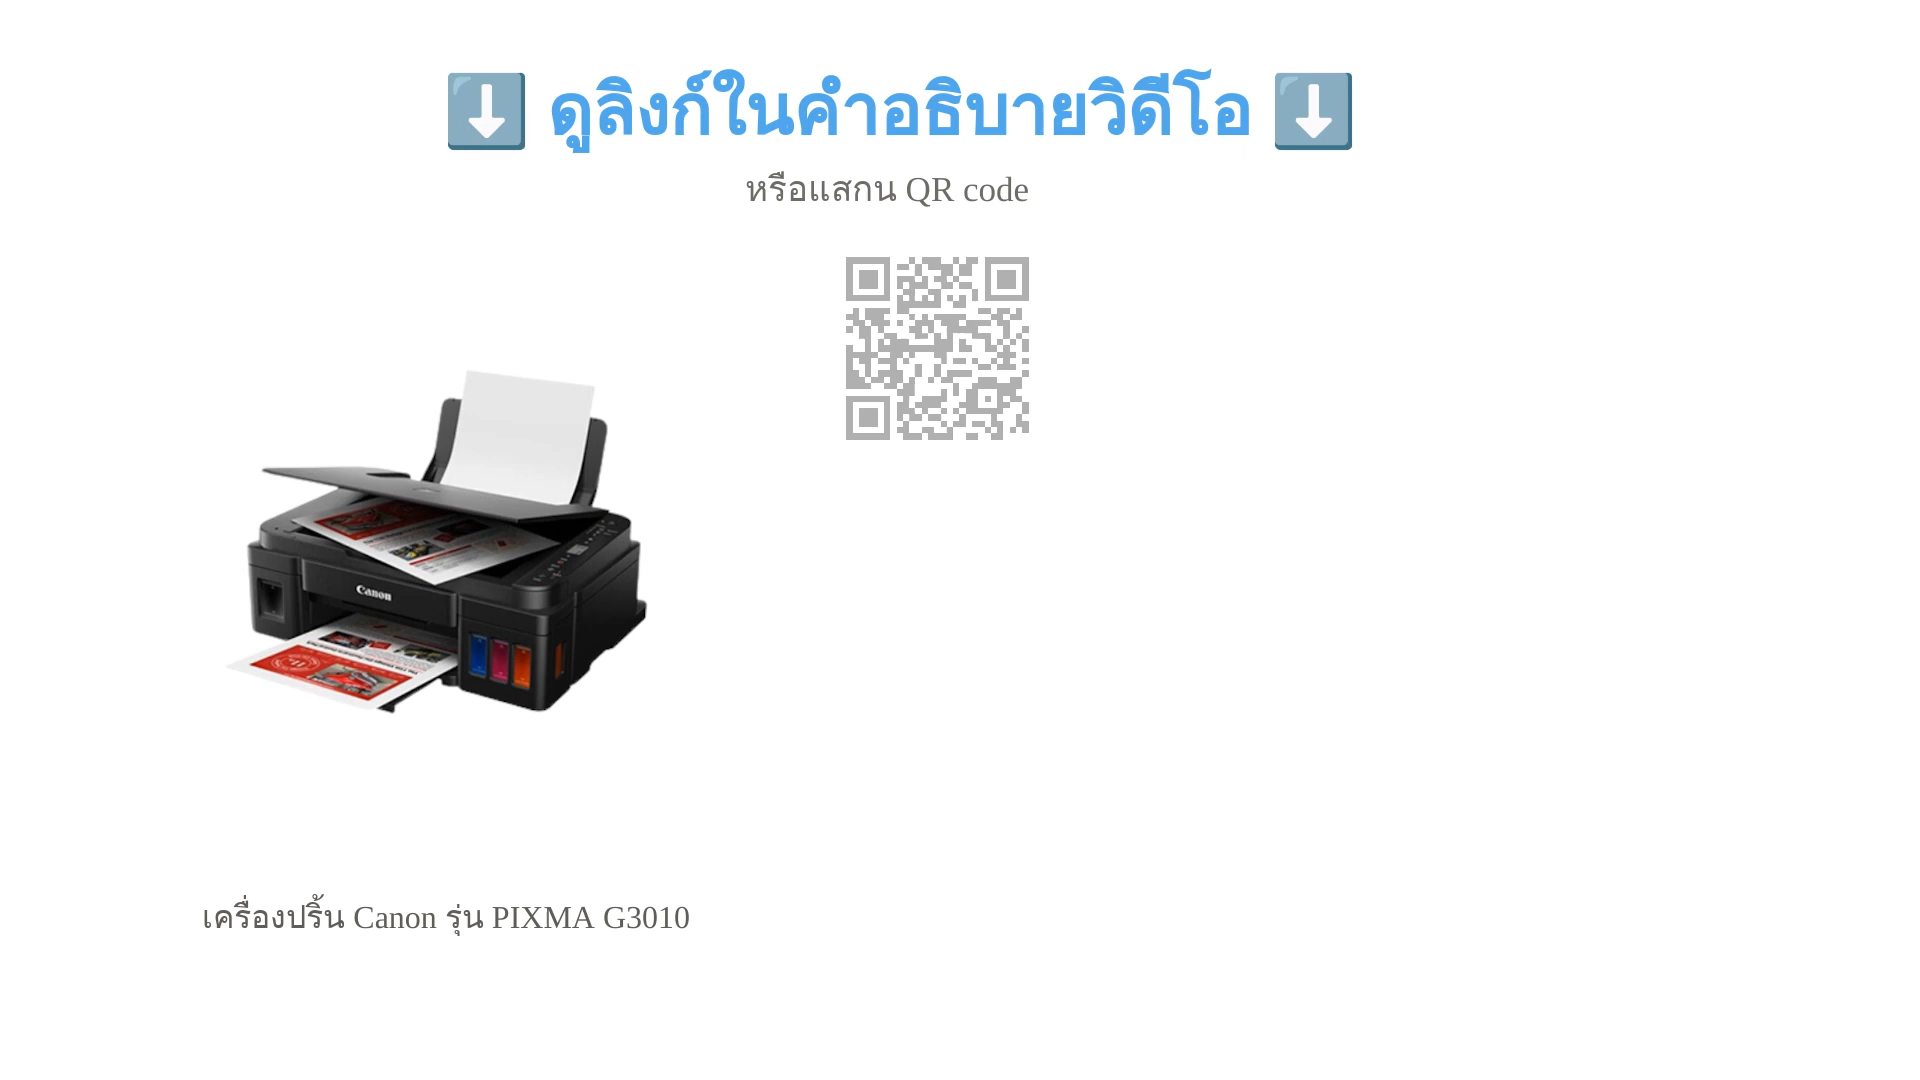 ⬇️ ดูลิงก์ในคำอธิบายวิดีโอ ⬇️
หรือแสกน QR code
Canon
เครื่องปริ้น Canon รุ่น PIXMA G3010